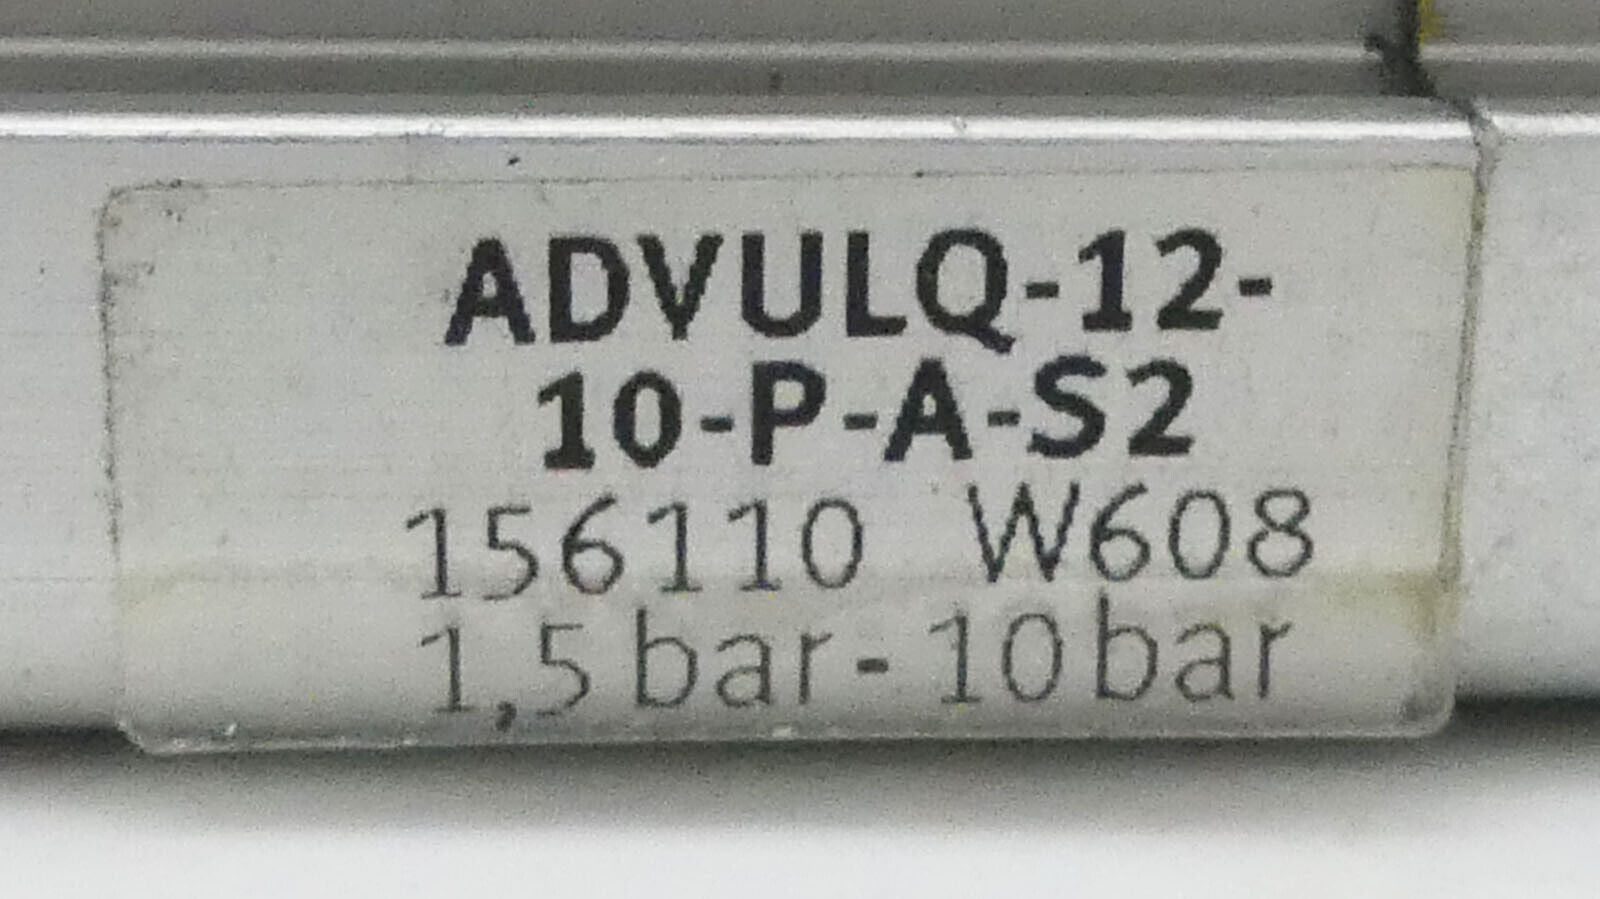 ADVULQ-12-
10-P-A-S2
156110 W608
1,5 bar - 10 bar